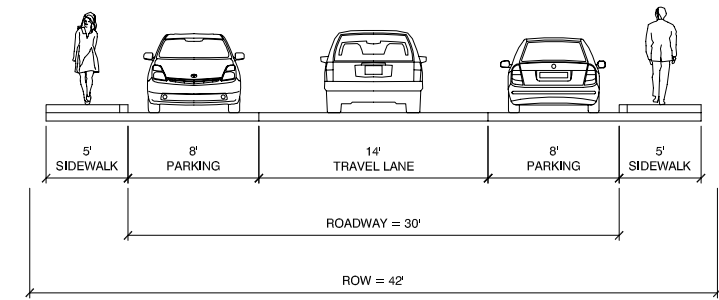 5'
SIDEWALK
8'
PARKING
14'
TRAVEL LANE
8'
PARKING
5'
SIDEWALK
ROADWAY = 30'
ROW = 42'